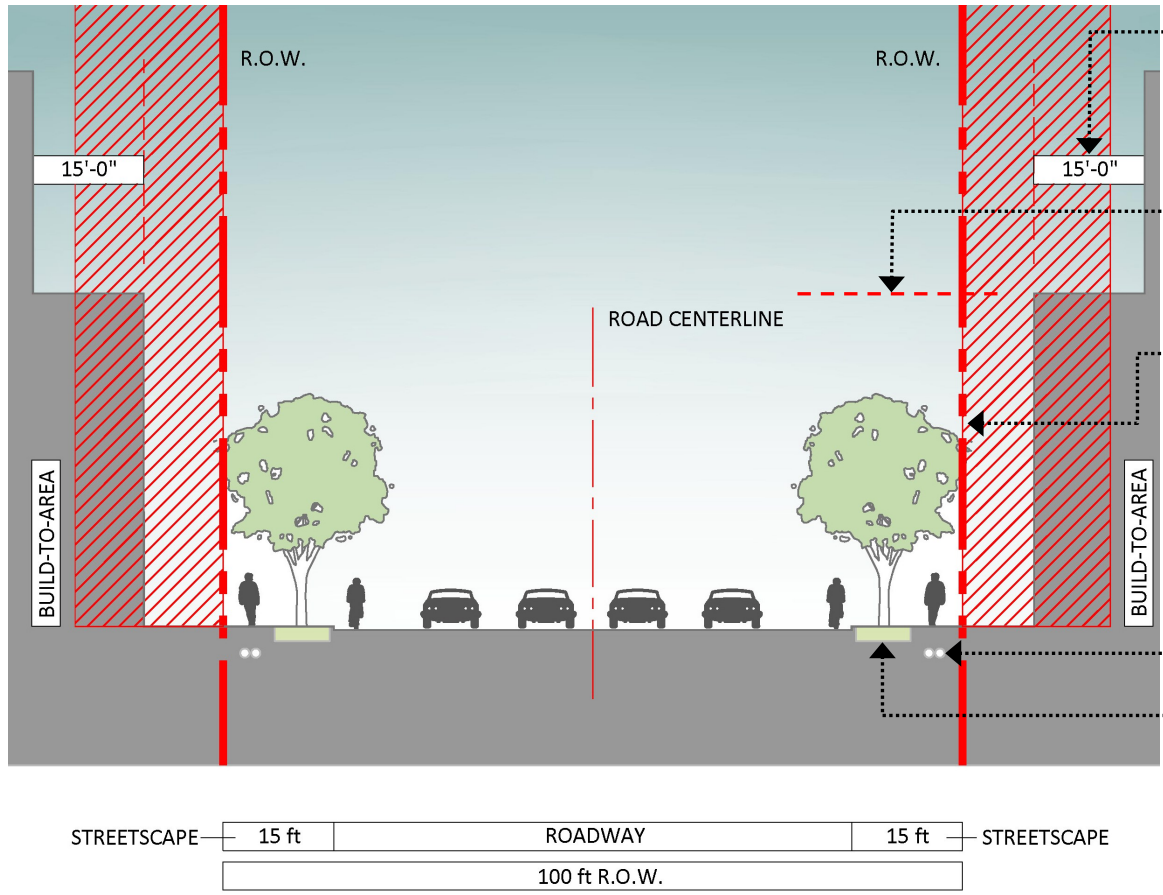 R.O.W.
R.O.W.
15'-0"
15'-0"
ROAD CENTERLINE
BUILD-TO-AREA
BUILD-TO-AREA
STREETSCAPE
15 ft
ROADWAY
15 ft
STREETSCAPE
100 ft R.O.W.